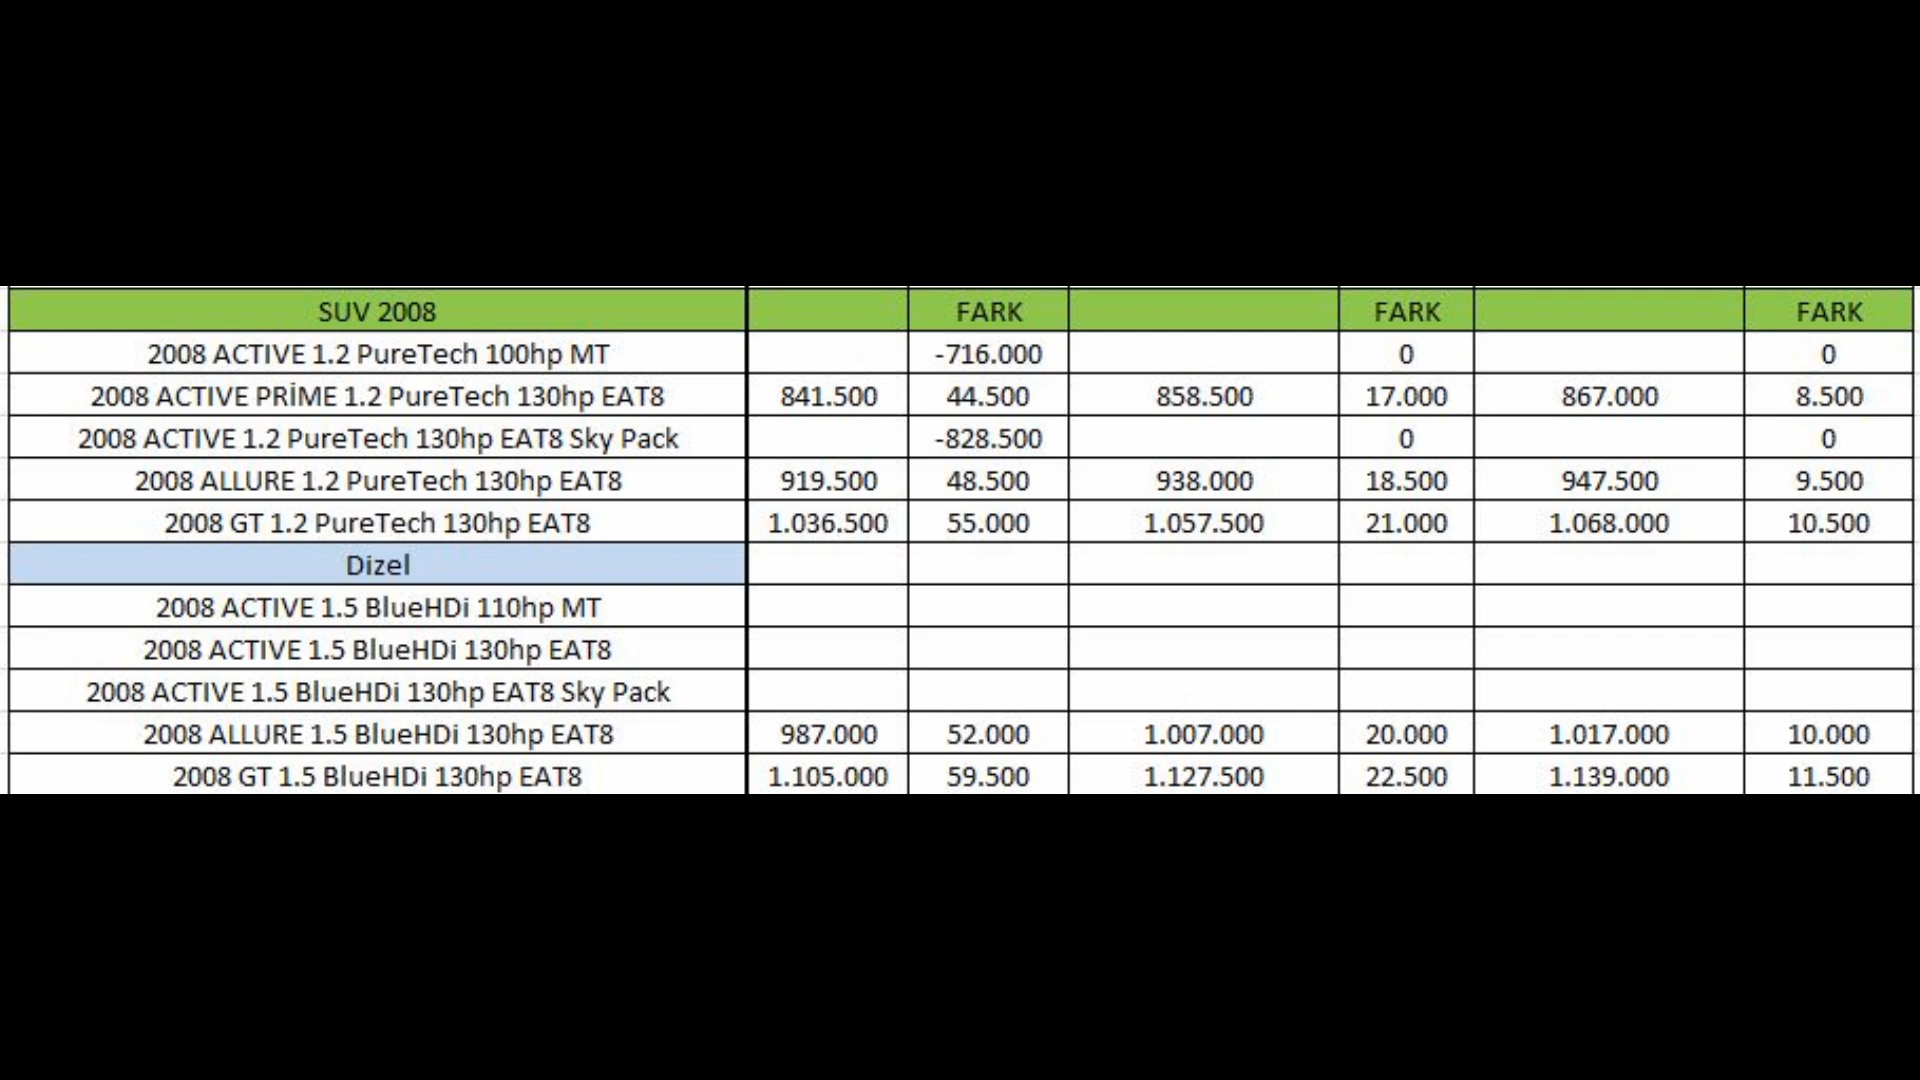 SUV 2008 FARK FARK FARK
2008 ACTIVE 1.2 PureTech 100hp MT -716.000 0 0
2008 ACTIVE PRİME 1.2 PureTech 130hp EAT8 841.500 44.500 858.500 17.000 867.000 8.500
2008 ACTIVE 1.2 PureTech 130hp EAT8 Sky Pack -828.500 0 0
2008 ALLURE 1.2 PureTech 130hp EAT8 919.500 48.500 938.000 18.500 947.500 9.500
2008 GT 1.2 PureTech 130hp EAT8 1.036.500 55.000 1.057.500 21.000 1.068.000 10.500
Dizel
2008 ACTIVE 1.5 BlueHDi 110hp MT
2008 ACTIVE 1.5 BlueHDi 130hp EAT8
2008 ACTIVE 1.5 BlueHDi 130hp EAT8 Sky Pack
2008 ALLURE 1.5 BlueHDi 130hp EAT8 987.000 52.000 1.007.000 20.000 1.017.000 10.000
2008 GT 1.5 BlueHDi 130hp EAT8 1.105.000 59.500 1.127.500 22.500 1.139.000 11.500